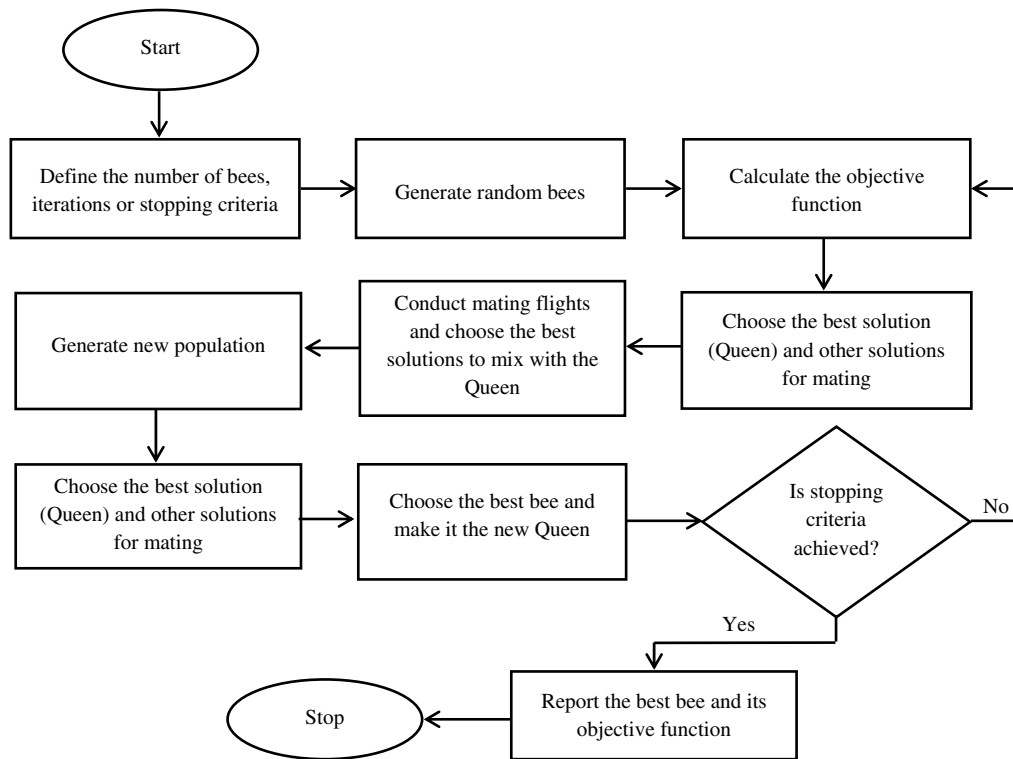 Start
Define the number of bees,
iterations or stopping criteria
Generate random bees
Calculate the objective
function
Choose the best solution
(Queen) and other solutions
for mating
Conduct mating flights
and choose the best
solutions to mix with the
Queen
Generate new population
Choose the best solution
(Queen) and other solutions
for mating
Choose the best bee and
make it the new Queen
Is stopping
criteria
achieved?
No
Yes
Report the best bee and its
objective function
Stop